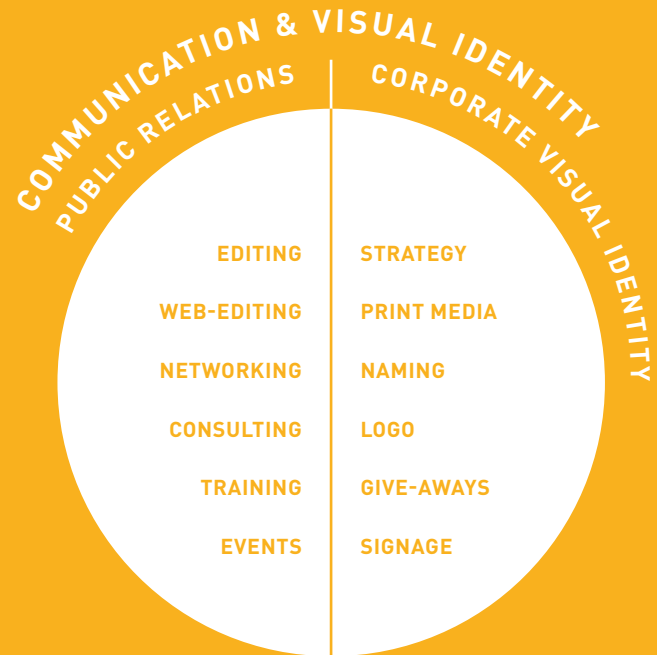 COMMUNICATION & VISUAL IDENTITY
PUBLIC RELATIONS
CORPORATE VISUAL IDENTITY
EDITING
WEB-EDITING
NETWORKING
CONSULTING
TRAINING
EVENTS
STRATEGY
PRINT MEDIA
NAMING
LOGO
GIVE-AWAYS
SIGNAGE